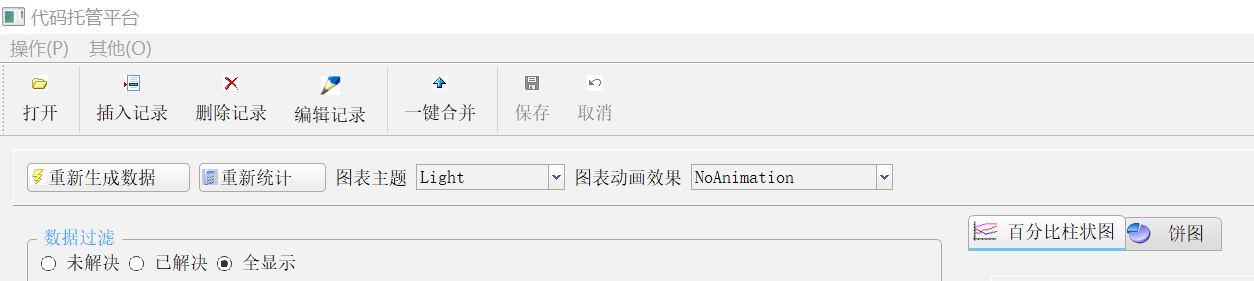 代码托管平台
操作(P) 其他(O)
打开 插入记录 删除记录 编辑记录 一键合并 保存 取消
重新生成数据 重新统计 图表主题 Light 图表动画效果 NoAnimation
百分比柱状图 饼图
数据过滤
未解决 已解决 全显示